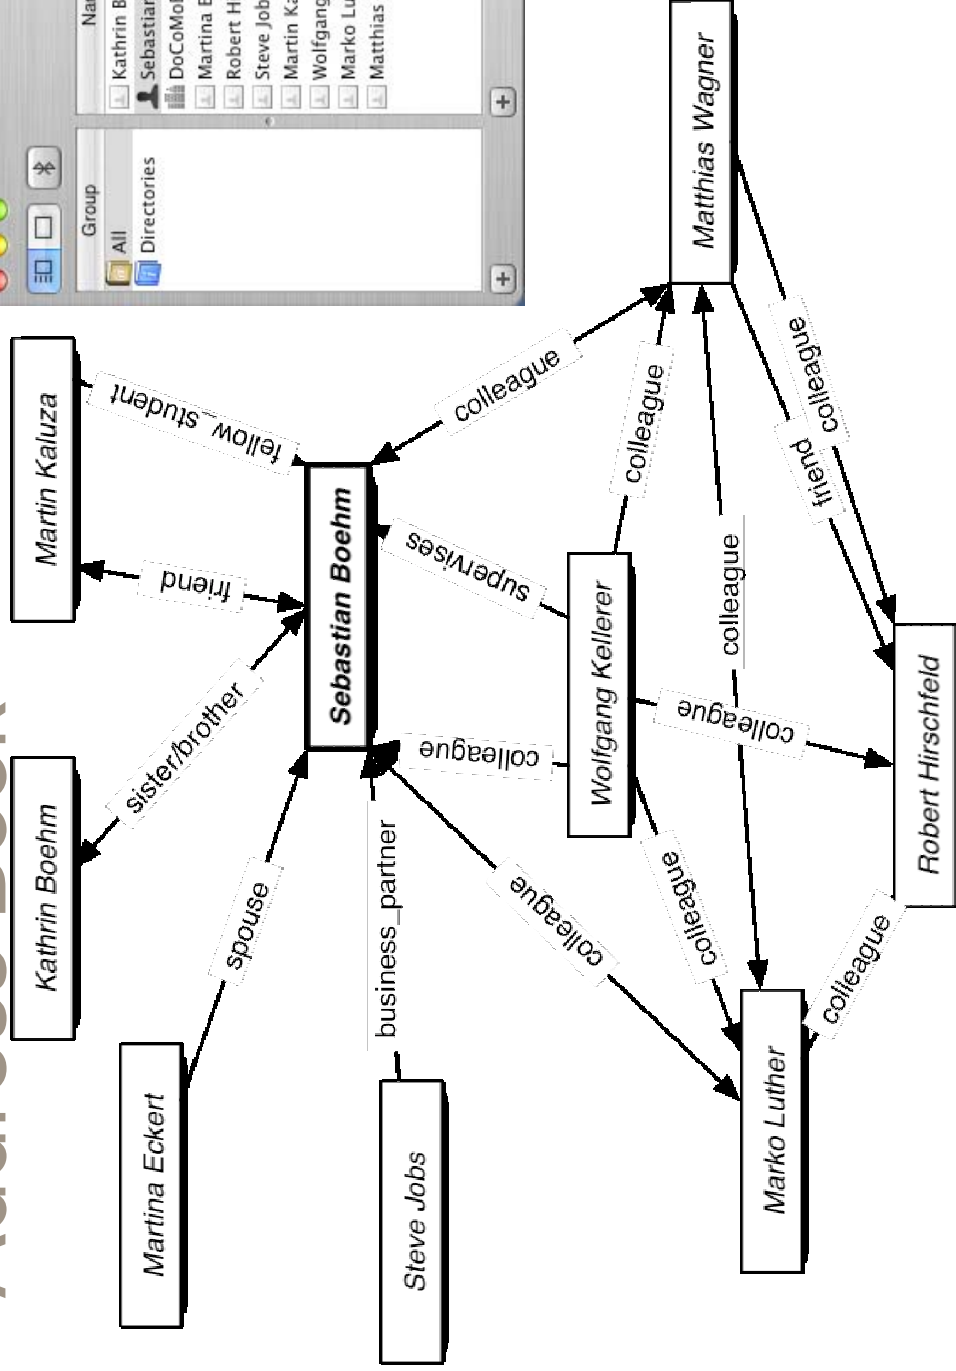 Group
All
Directories
Na
Kathrin B
Sebastian
DoCoMo
Martina E
Robert H
Steve Job
Martin Ka
Wolfgang
Marko Lu
Matthias
Martina Eckert
Kathrin Boehm
Martin Kaluza
spouse
sister/brother
friend
fellow_student
Steve Jobs
business_partner
Sebastian Boehm
colleague
colleague
supervises
colleague
Wolfgang Kellerer
colleague
Matthias Wagner
colleague
colleague
colleague
Marko Luther
colleague
friend
colleague
Robert Hirschfeld